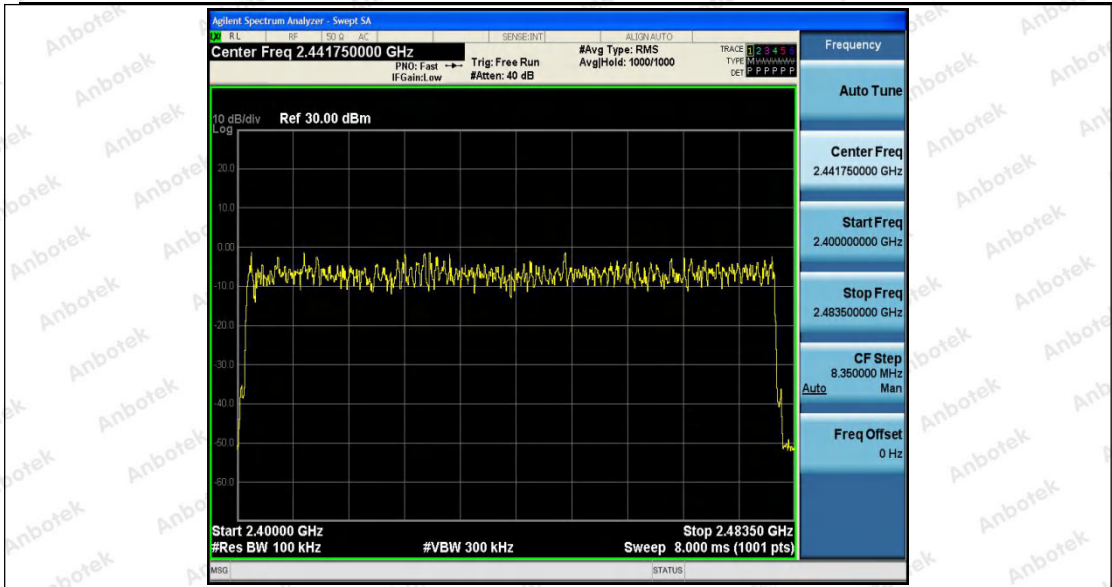 Agilent Spectrum Analyzer - Swept SA
LXI RL RF 50 Ω AC SENSE:INT ALIGN AUTO
Center Freq 2.441750000 GHz
PNO: Fast
IFGain:Low
Trig: Free Run
#Atten: 40 dB
#Avg Type: RMS
Avg|Hold: 1000/1000
TRACE 1 2 3 4 5 6
TYPE M
DET P P P P P P
10 dB/div Ref 30.00 dBm
Log
20.0
10.0
0.00
-10.0
-20.0
-30.0
-40.0
-50.0
-60.0
Start 2.40000 GHz Stop 2.48350 GHz
#Res BW 100 kHz #VBW 300 kHz Sweep 8.000 ms (1001 pts)
MSG STATUS
Frequency
Auto Tune
Center Freq
2.441750000 GHz
Start Freq
2.400000000 GHz
Stop Freq
2.483500000 GHz
CF Step
8.350000 MHz
Auto Man
Freq Offset
0 Hz
Anbotek